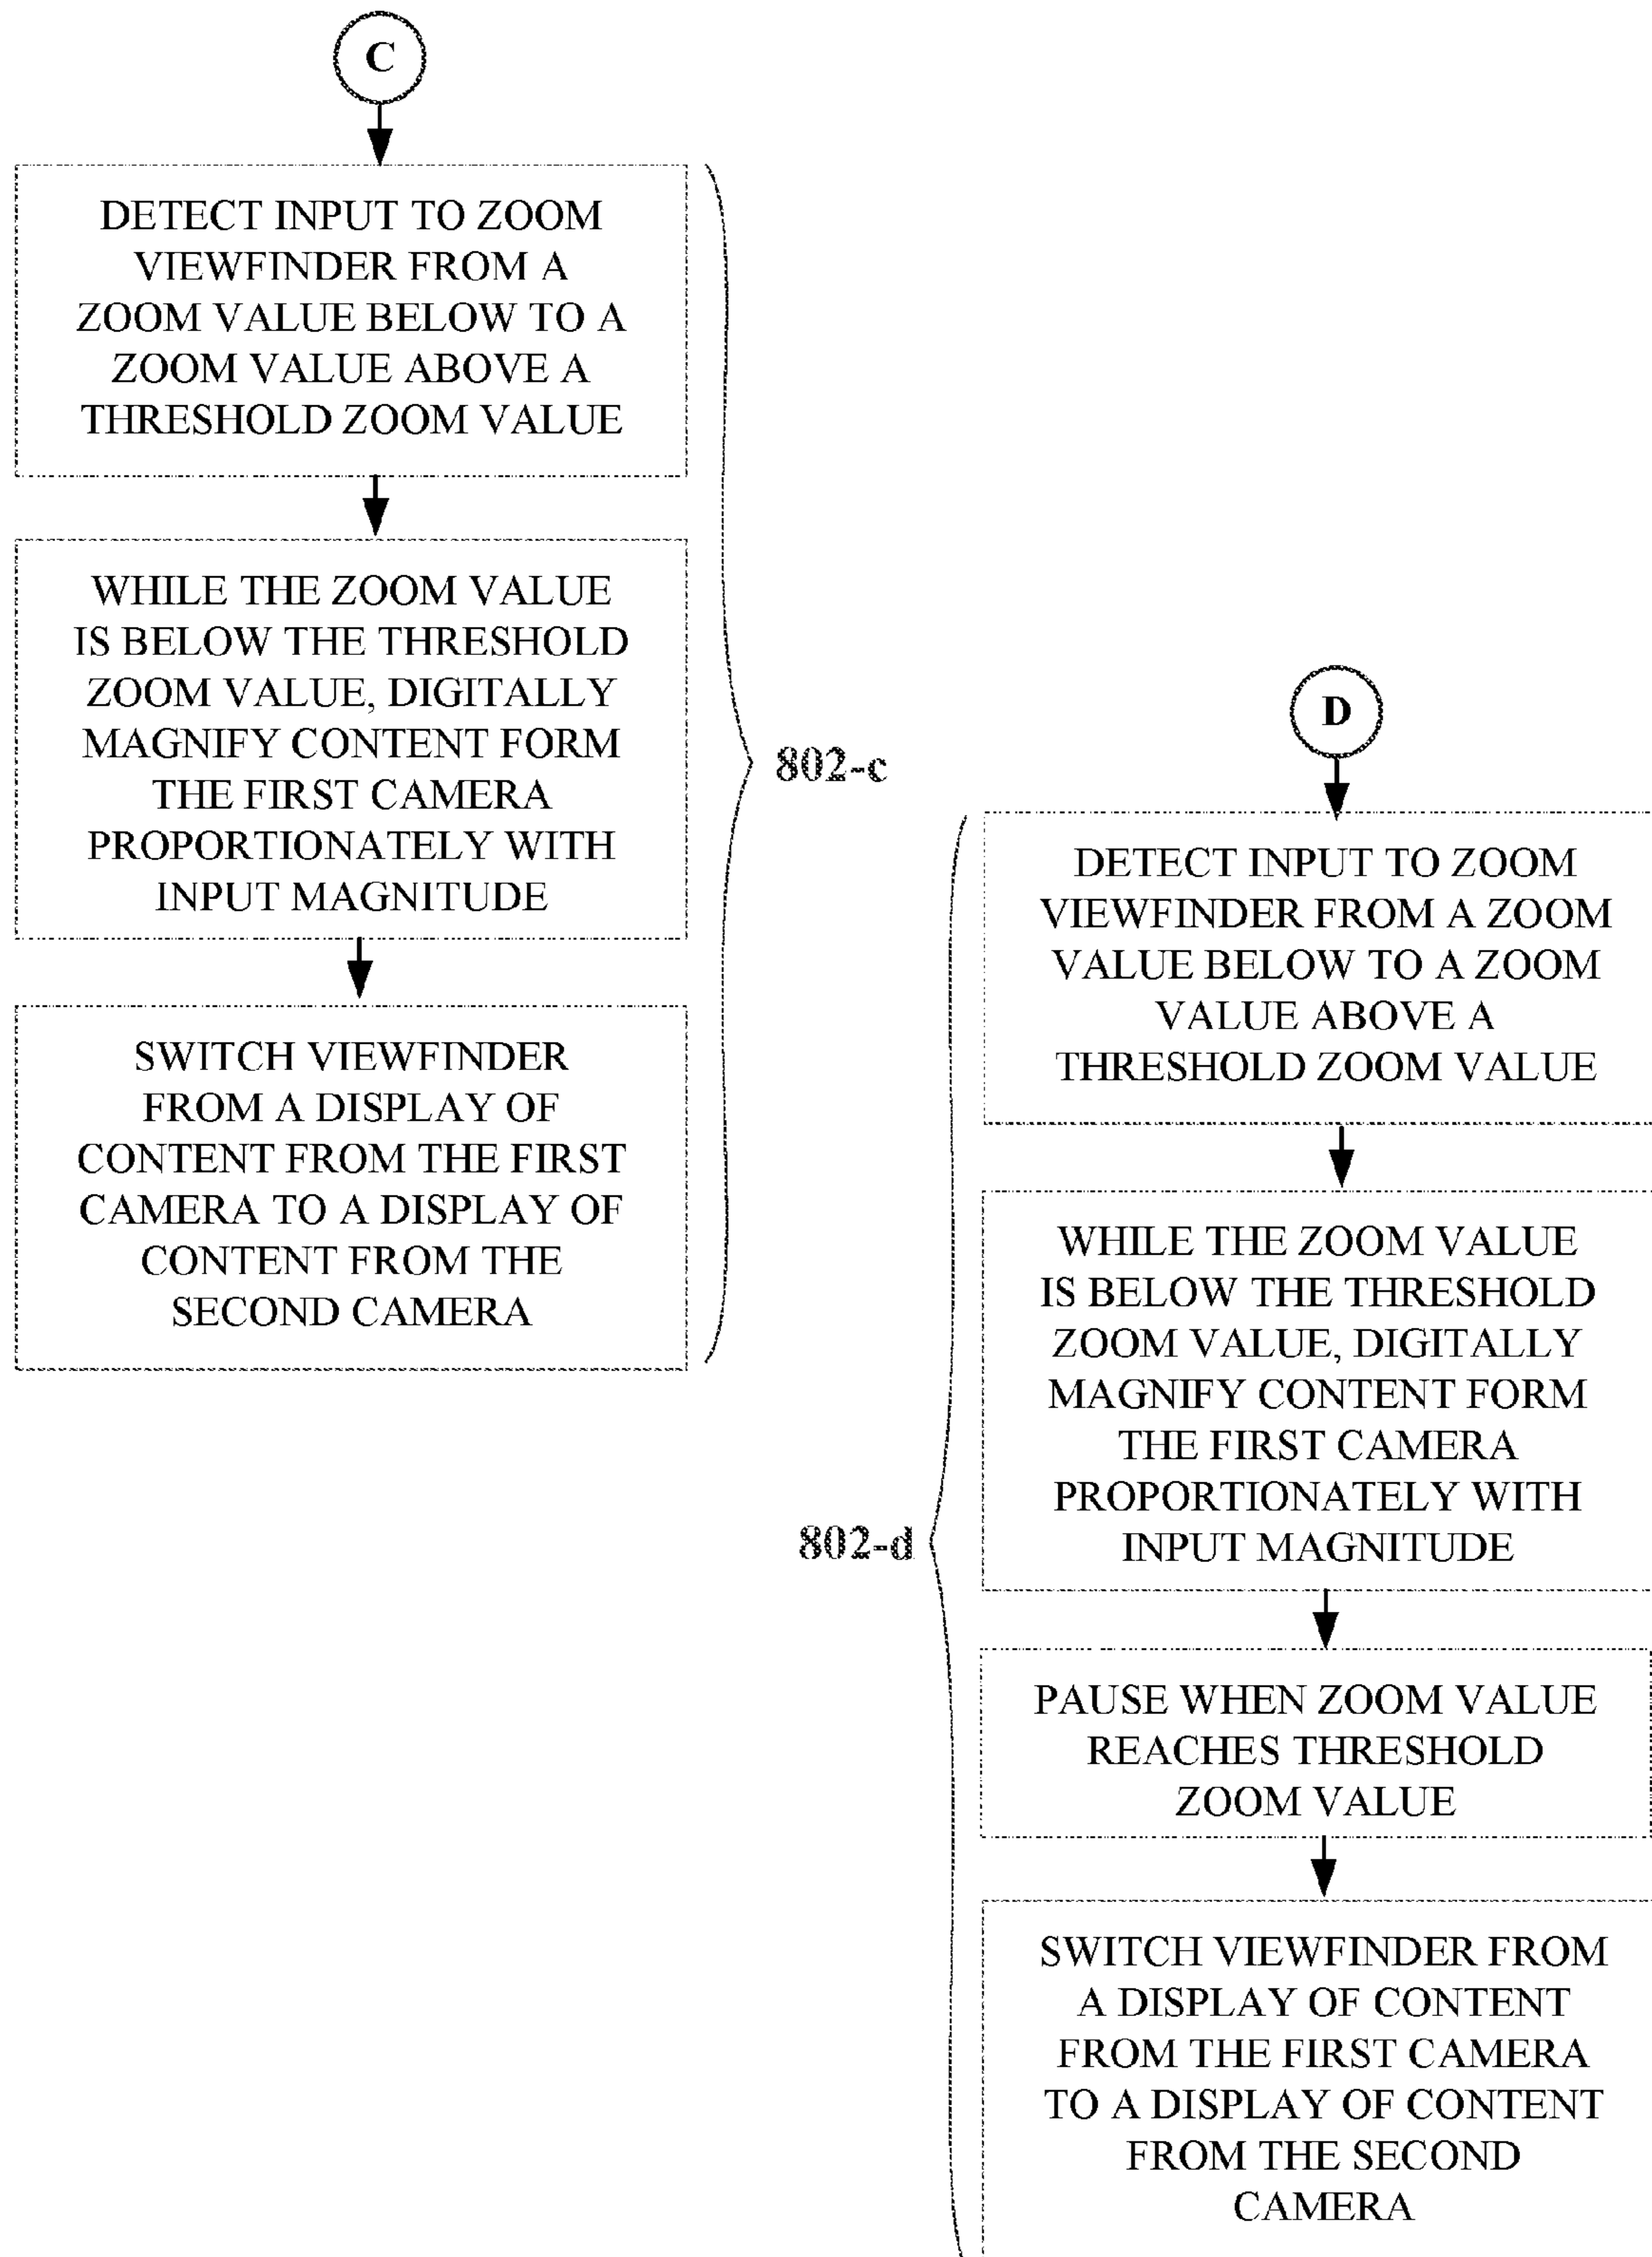 C
DETECT INPUT TO ZOOM
VIEWFINDER FROM A
ZOOM VALUE BELOW TO A
ZOOM VALUE ABOVE A
THRESHOLD ZOOM VALUE
WHILE THE ZOOM VALUE
IS BELOW THE THRESHOLD
ZOOM VALUE, DIGITALLY
MAGNIFY CONTENT FORM
THE FIRST CAMERA
PROPORTIONATELY WITH
INPUT MAGNITUDE
SWITCH VIEWFINDER
FROM A DISPLAY OF
CONTENT FROM THE FIRST
CAMERA TO A DISPLAY OF
CONTENT FROM THE
SECOND CAMERA
802-c
D
DETECT INPUT TO ZOOM
VIEWFINDER FROM A ZOOM
VALUE BELOW TO A ZOOM
VALUE ABOVE A
THRESHOLD ZOOM VALUE
WHILE THE ZOOM VALUE
IS BELOW THE THRESHOLD
ZOOM VALUE, DIGITALLY
MAGNIFY CONTENT FORM
THE FIRST CAMERA
PROPORTIONATELY WITH
INPUT MAGNITUDE
802-d
PAUSE WHEN ZOOM VALUE
REACHES THRESHOLD
ZOOM VALUE
SWITCH VIEWFINDER FROM
A DISPLAY OF CONTENT
FROM THE FIRST CAMERA
TO A DISPLAY OF CONTENT
FROM THE SECOND
CAMERA